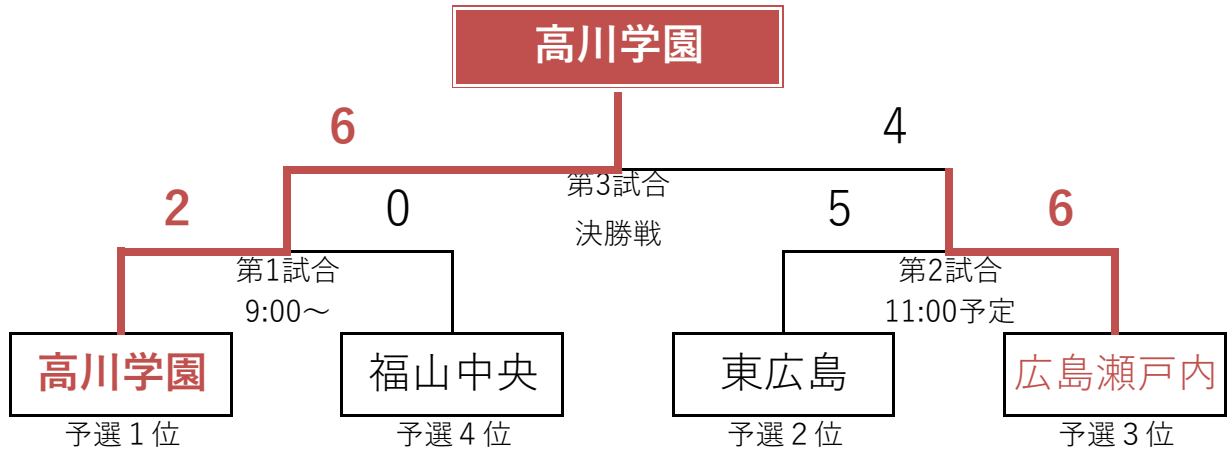 高川学園
6
4
第3試合
決勝戦
2
0
5
6
第1試合
9:00～
第2試合
11:00予定
高川学園
福山中央
東広島
広島瀬戸内
予選１位
予選４位
予選２位
予選３位